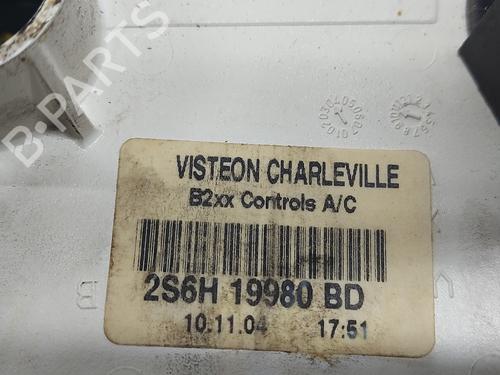 B-PARTS
VISTEON CHARLEVILLE
B2xx Controls A/C
2S6H 19980 BD
10.11.04 17:51
B